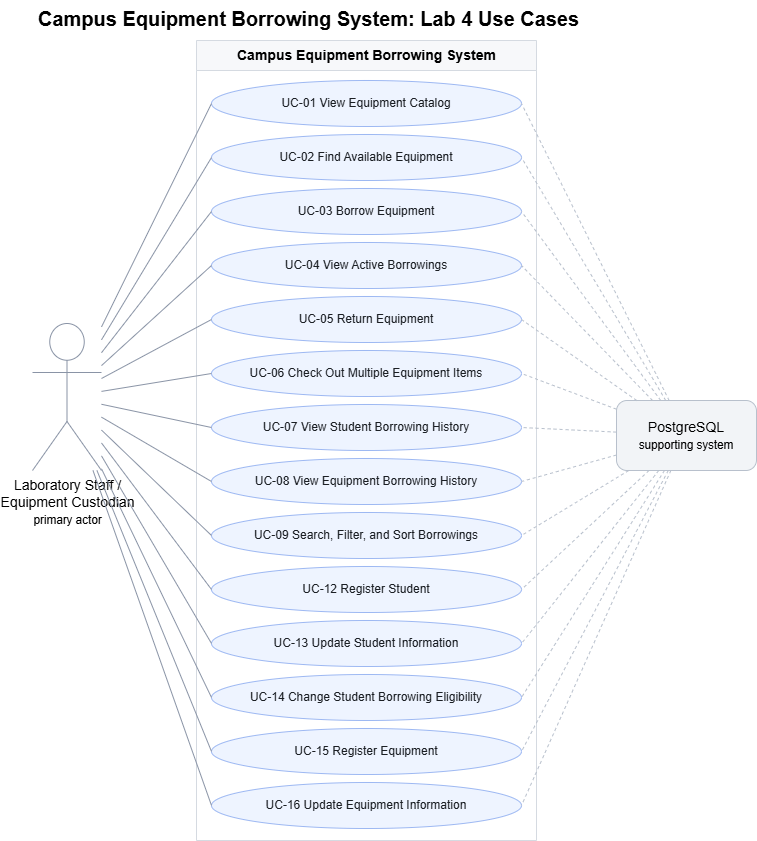 Campus Equipment Borrowing System: Lab 4 Use Cases
Campus Equipment Borrowing System
UC-01 View Equipment Catalog
UC-02 Find Available Equipment
UC-03 Borrow Equipment
UC-04 View Active Borrowings
UC-05 Return Equipment
UC-06 Check Out Multiple Equipment Items
UC-07 View Student Borrowing History
UC-08 View Equipment Borrowing History
UC-09 Search, Filter, and Sort Borrowings
UC-12 Register Student
UC-13 Update Student Information
UC-14 Change Student Borrowing Eligibility
UC-15 Register Equipment
UC-16 Update Equipment Information
Laboratory Staff /
Equipment Custodian
primary actor
PostgreSQL
supporting system